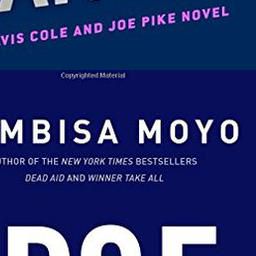 VIS COLE AND JOE PIKE NOVEL
Copyrighted Material
MBISA MOYO
UTHOR OF THE NEW YORK TIMES BESTSELLERS
DEAD AID AND WINNER TAKE ALL